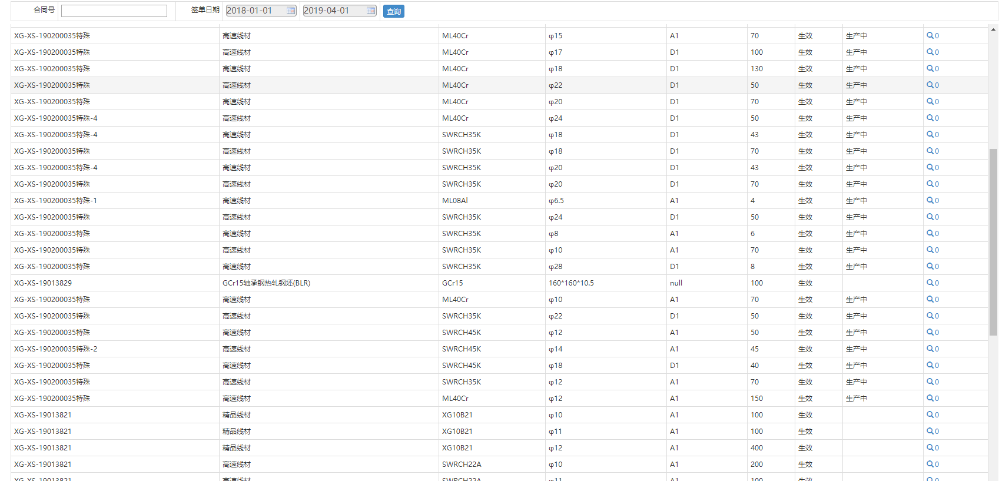 合同号 签单日期 2018-01-01 2019-04-01 查询
XG-XS-190200035特殊 高速线材 ML40Cr φ15 A1 70 生效 生产中 0
XG-XS-190200035特殊 高速线材 ML40Cr φ17 D1 100 生效 生产中 0
XG-XS-190200035特殊 高速线材 ML40Cr φ18 D1 130 生效 生产中 0
XG-XS-190200035特殊 高速线材 ML40Cr φ22 D1 50 生效 生产中 0
XG-XS-190200035特殊 高速线材 ML40Cr φ20 D1 70 生效 生产中 0
XG-XS-190200035特殊-4 高速线材 ML40Cr φ24 D1 50 生效 生产中 0
XG-XS-190200035特殊-4 高速线材 SWRCH35K φ18 D1 43 生效 生产中 0
XG-XS-190200035特殊 高速线材 SWRCH35K φ18 D1 70 生效 生产中 0
XG-XS-190200035特殊-4 高速线材 SWRCH35K φ20 D1 43 生效 生产中 0
XG-XS-190200035特殊 高速线材 SWRCH35K φ20 D1 70 生效 生产中 0
XG-XS-190200035特殊-1 高速线材 ML08Al φ6.5 A1 4 生效 生产中 0
XG-XS-190200035特殊 高速线材 SWRCH35K φ24 D1 50 生效 生产中 0
XG-XS-190200035特殊 高速线材 SWRCH35K φ8 A1 6 生效 生产中 0
XG-XS-190200035特殊 高速线材 SWRCH35K φ10 A1 70 生效 生产中 0
XG-XS-190200035特殊 高速线材 SWRCH35K φ28 D1 8 生效 生产中 0
XG-XS-19013829 GCr15轴承钢热轧钢坯(BLR) GCr15 160*160*10.5 null 100 生效 0
XG-XS-190200035特殊 高速线材 ML40Cr φ10 A1 70 生效 生产中 0
XG-XS-190200035特殊 高速线材 SWRCH35K φ22 D1 50 生效 生产中 0
XG-XS-190200035特殊 高速线材 SWRCH45K φ12 A1 50 生效 生产中 0
XG-XS-190200035特殊-2 高速线材 SWRCH45K φ14 A1 45 生效 生产中 0
XG-XS-190200035特殊 高速线材 SWRCH45K φ18 D1 40 生效 生产中 0
XG-XS-190200035特殊 高速线材 SWRCH35K φ12 A1 70 生效 生产中 0
XG-XS-190200035特殊 高速线材 ML40Cr φ12 A1 150 生效 生产中 0
XG-XS-19013821 精品线材 XG10B21 φ10 A1 100 生效 0
XG-XS-19013821 精品线材 XG10B21 φ11 A1 100 生效 0
XG-XS-19013821 精品线材 XG10B21 φ12 A1 400 生效 0
XG-XS-19013821 高速线材 SWRCH22A φ10 A1 200 生效 0
XG-XS-19013821 高速线材 SWRCH22A φ11 A1 100 生效 0